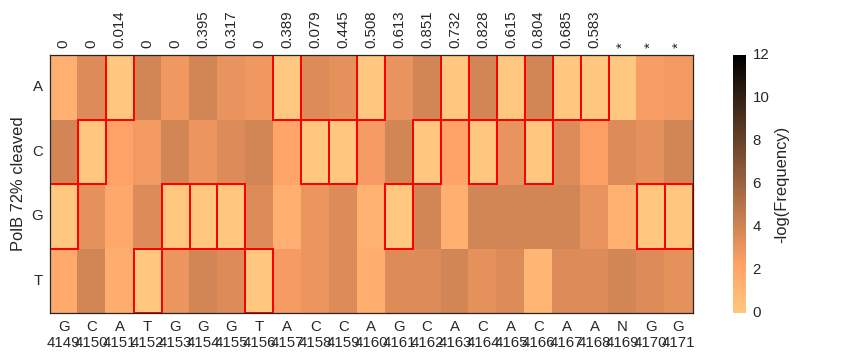 0 0 0.014 0 0 0.395 0.317 0 0.389 0.079 0.445 0.508 0.613 0.851 0.732 0.828 0.615 0.804 0.685 0.583 * * *
12
A
10
C
8
6
G
4
T
2
0
PolB 72% cleaved
-log(Frequency)
G C A T G G G T A C C A G C A C A C A A N G G
4149 4150 4151 4152 4153 4154 4155 4156 4157 4158 4159 4160 4161 4162 4163 4164 4165 4166 4167 4168 4169 4170 4171